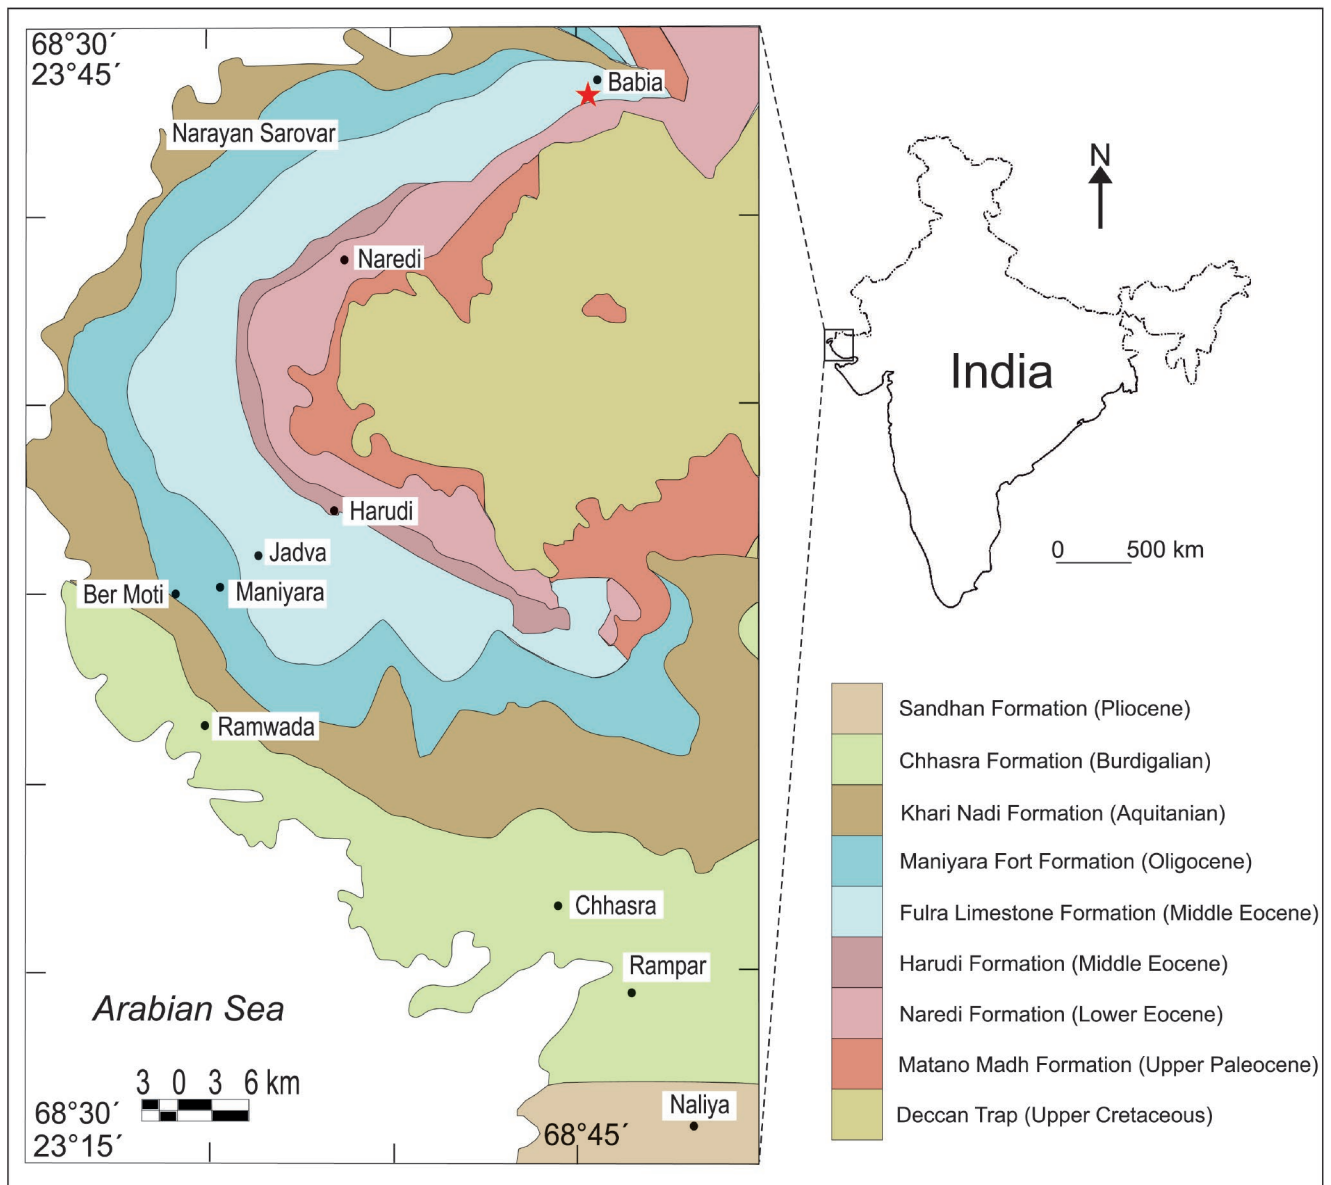 68°30´
23°45´
Babia
Narayan Sarovar
Naredi
Harudi
Jadva
Ber Moti
Maniyara
Ramwada
Chhasra
Rampar
Arabian Sea
3 0 3 6 km
68°30´
23°15´
68°45´
Naliya
N
India
0 500 km
Sandhan Formation (Pliocene)
Chhasra Formation (Burdigalian)
Khari Nadi Formation (Aquitanian)
Maniyara Fort Formation (Oligocene)
Fulra Limestone Formation (Middle Eocene)
Harudi Formation (Middle Eocene)
Naredi Formation (Lower Eocene)
Matano Madh Formation (Upper Paleocene)
Deccan Trap (Upper Cretaceous)